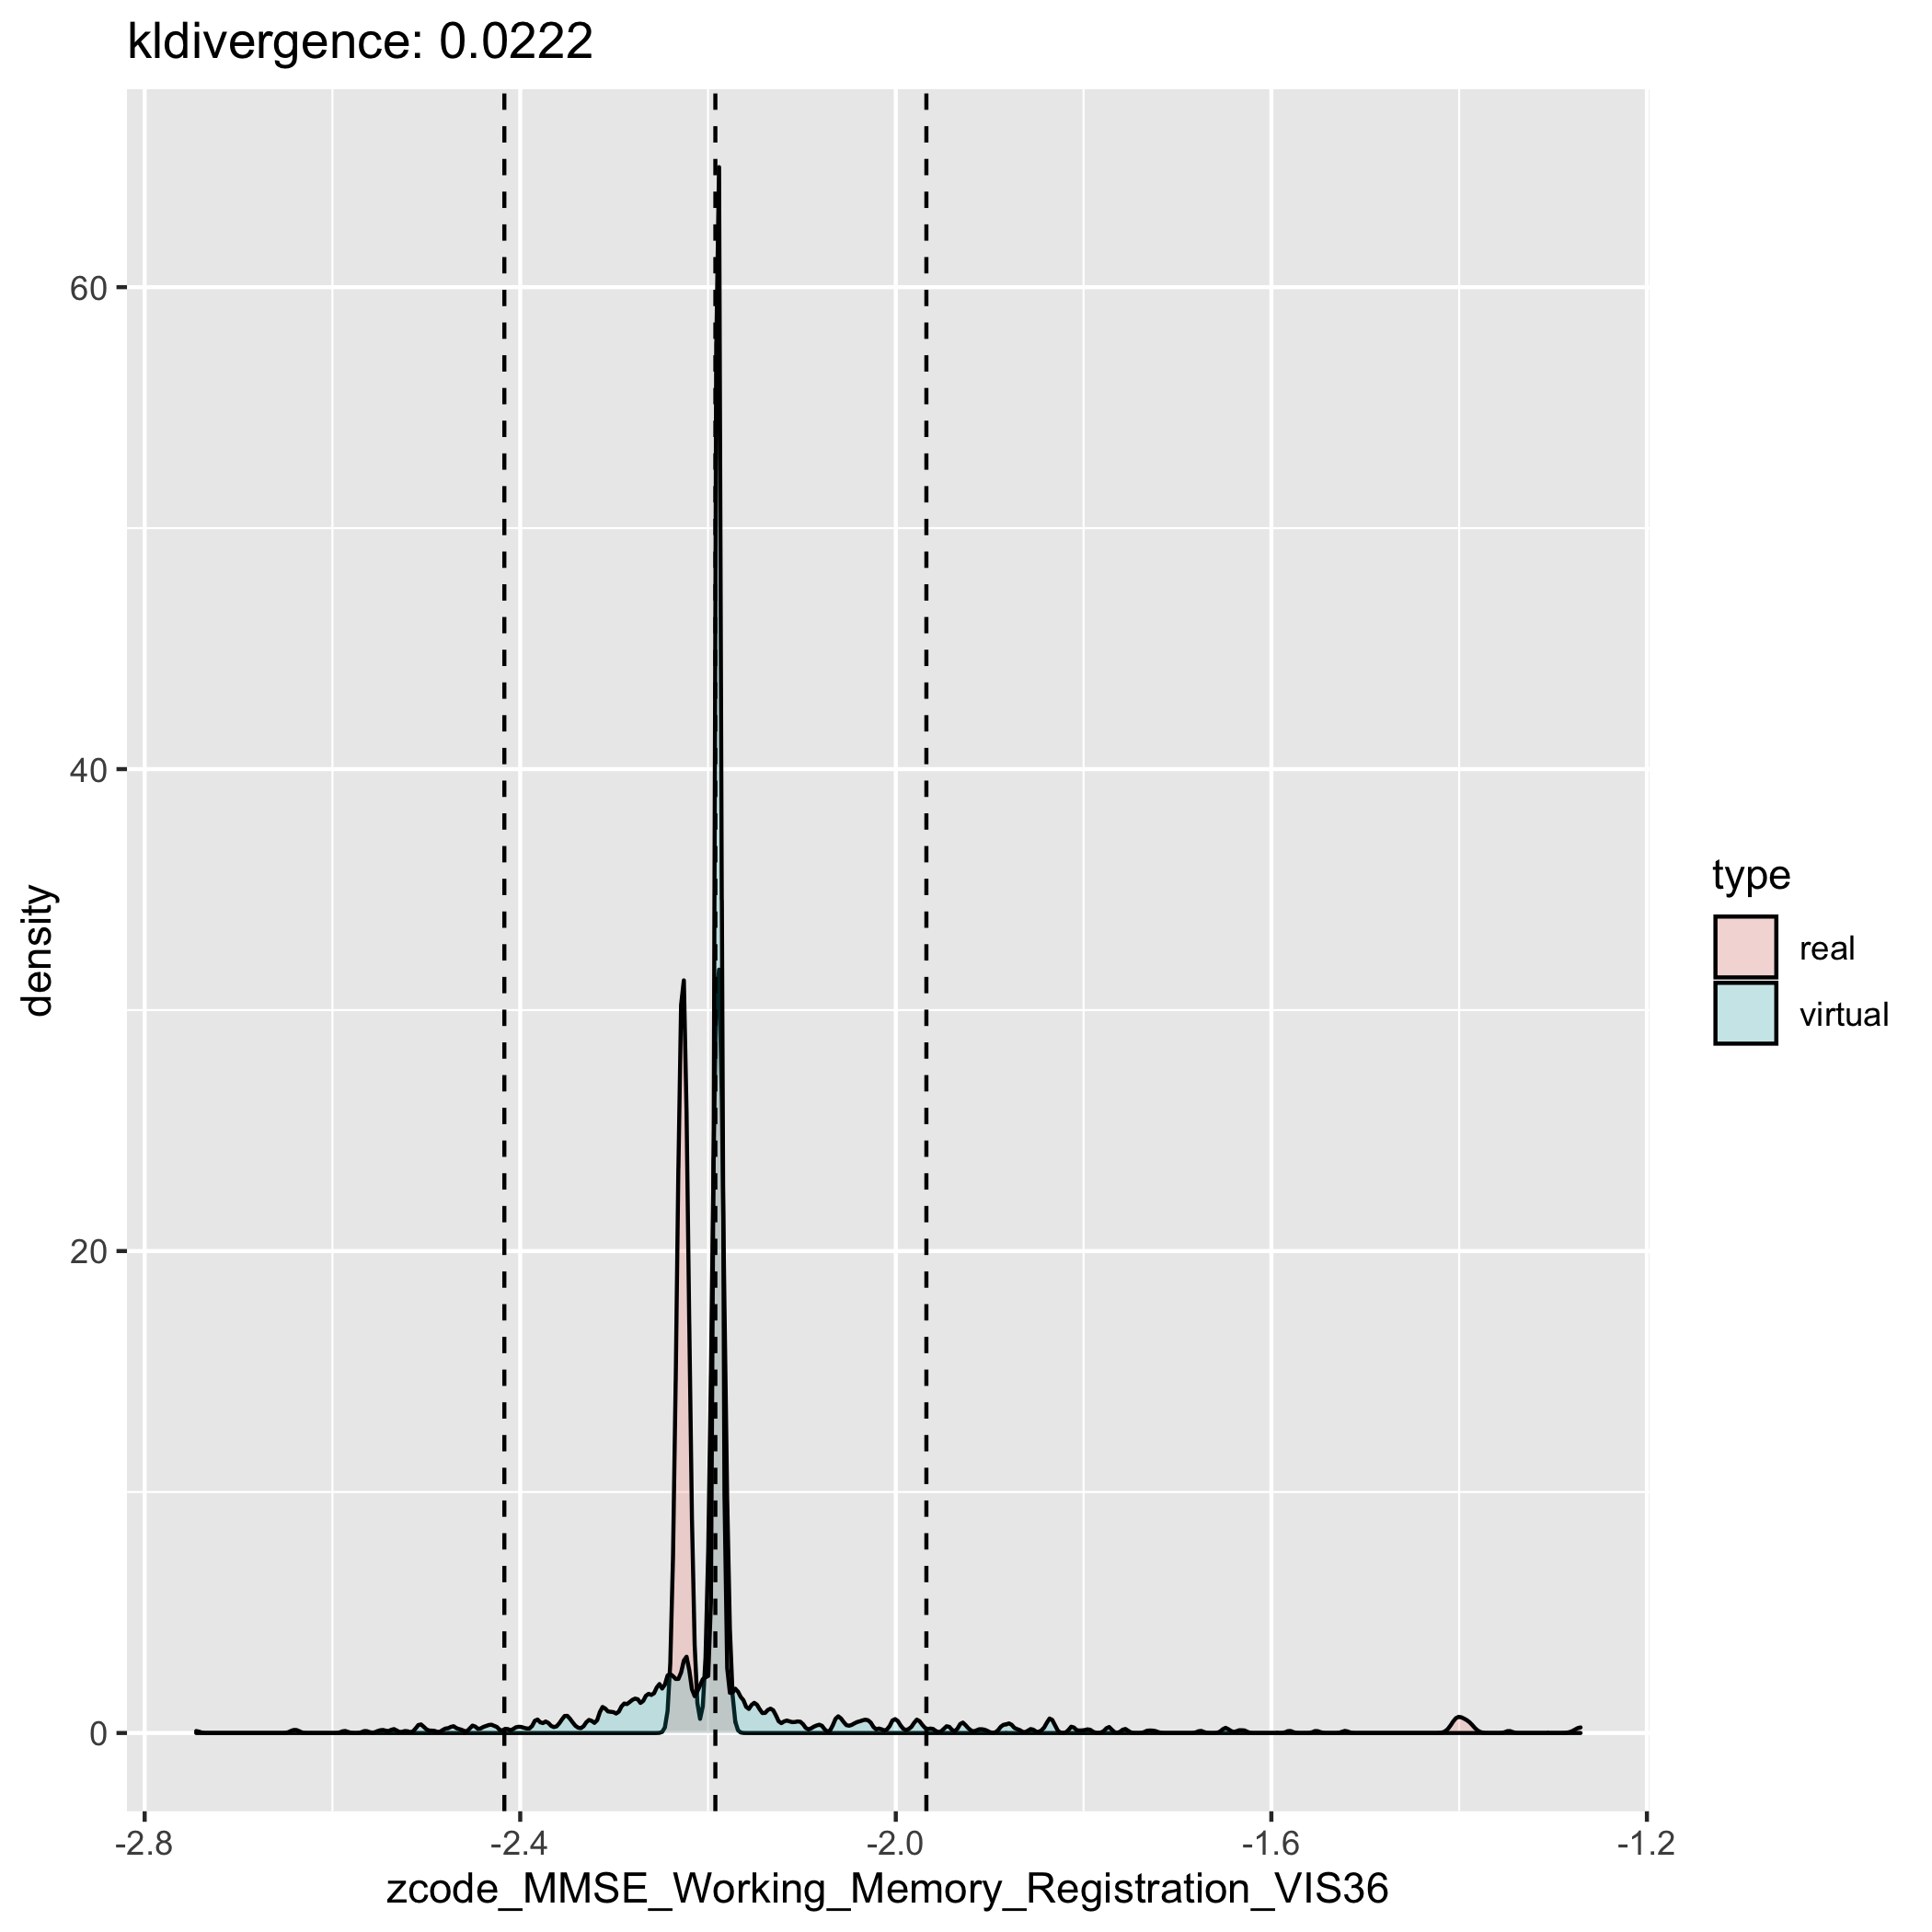 kldivergence: 0.0222
60
40
20
0
density
-2.8
-2.4
-2.0
-1.6
-1.2
zcode_MMSE_Working_Memory_Registration_VIS36
type
real
virtual